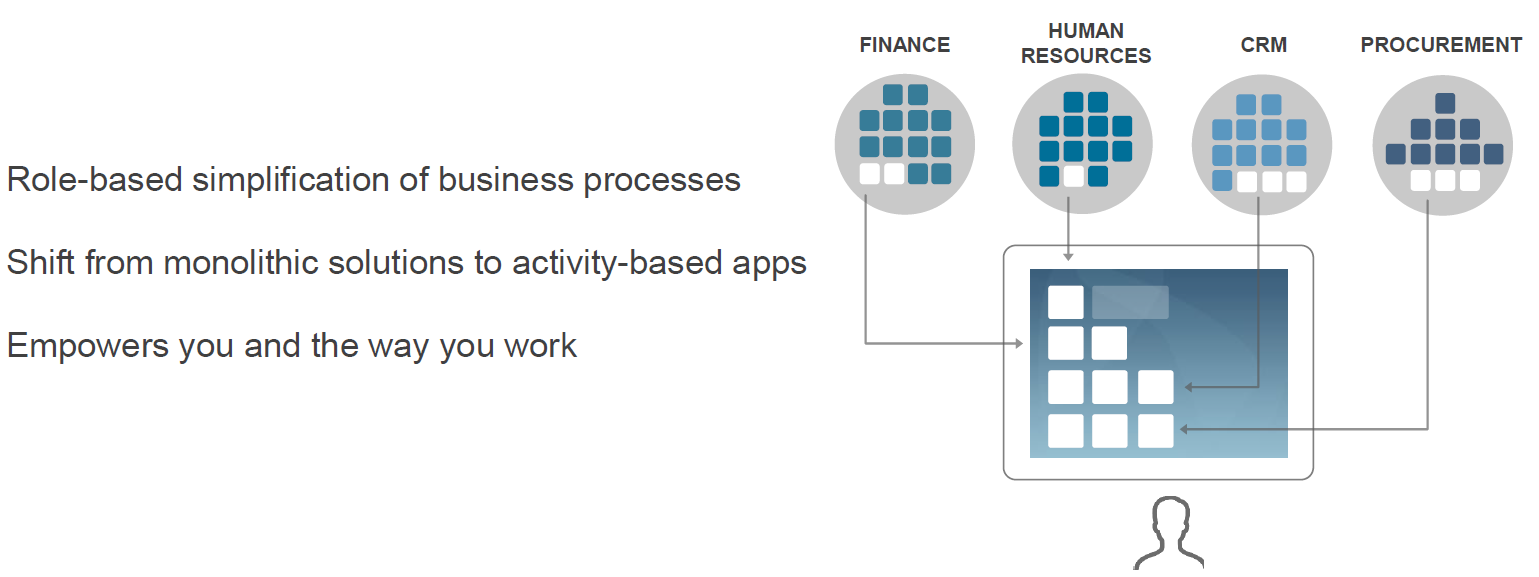 FINANCE
HUMAN
RESOURCES
CRM
PROCUREMENT
Role-based simplification of business processes
Shift from monolithic solutions to activity-based apps
Empowers you and the way you work